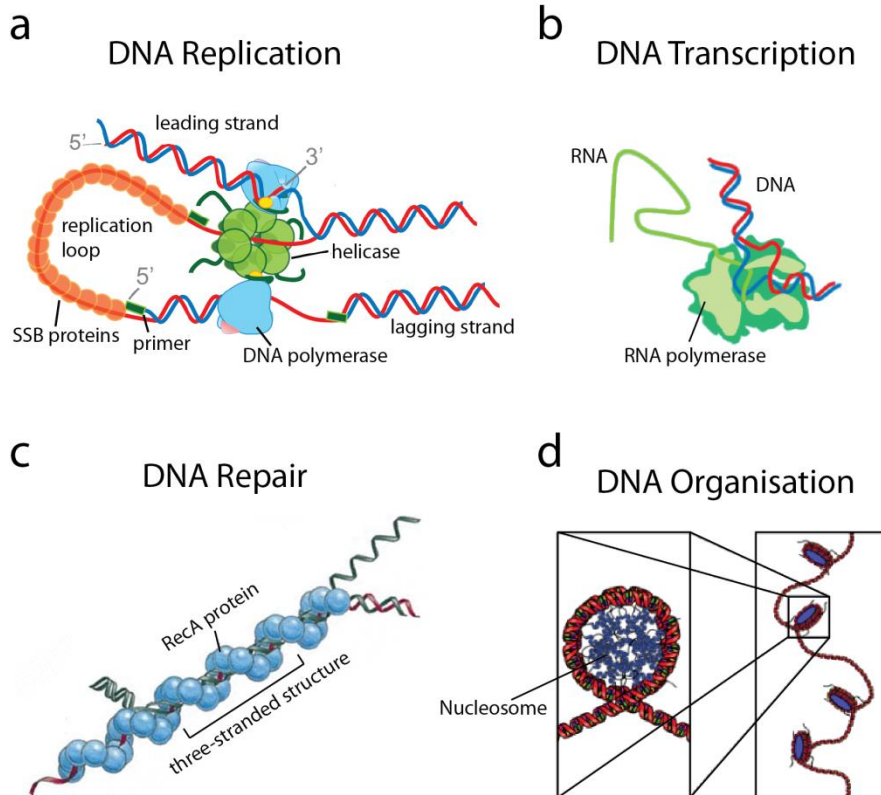 a
DNA Replication
leading strand
5’
3’
replication
loop
helicase
5’
SSB proteins
primer
DNA polymerase
lagging strand
b
DNA Transcription
RNA
DNA
RNA polymerase
c
DNA Repair
RecA protein
three-stranded structure
d
DNA Organisation
Nucleosome